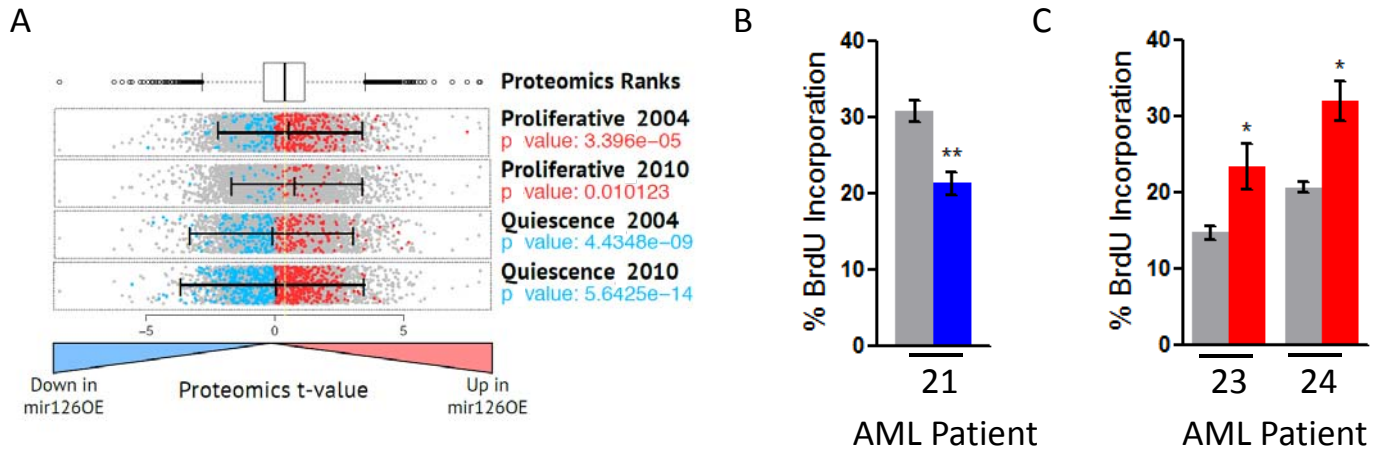 A
Proteomics Ranks
Proliferative 2004
p value: 3.396e-05
Proliferative 2010
p value: 0.010123
Quiescence 2004
p value: 4.4348e-09
Quiescence 2010
p value: 5.6425e-14
-5 0 5
Down in
mir126OE
Proteomics t-value
Up in
mir126OE
B
% BrdU Incorporation
40
30
20
10
0
**
21
AML Patient
C
% BrdU Incorporation
40
30
20
10
0
*
*
23 24
AML Patient